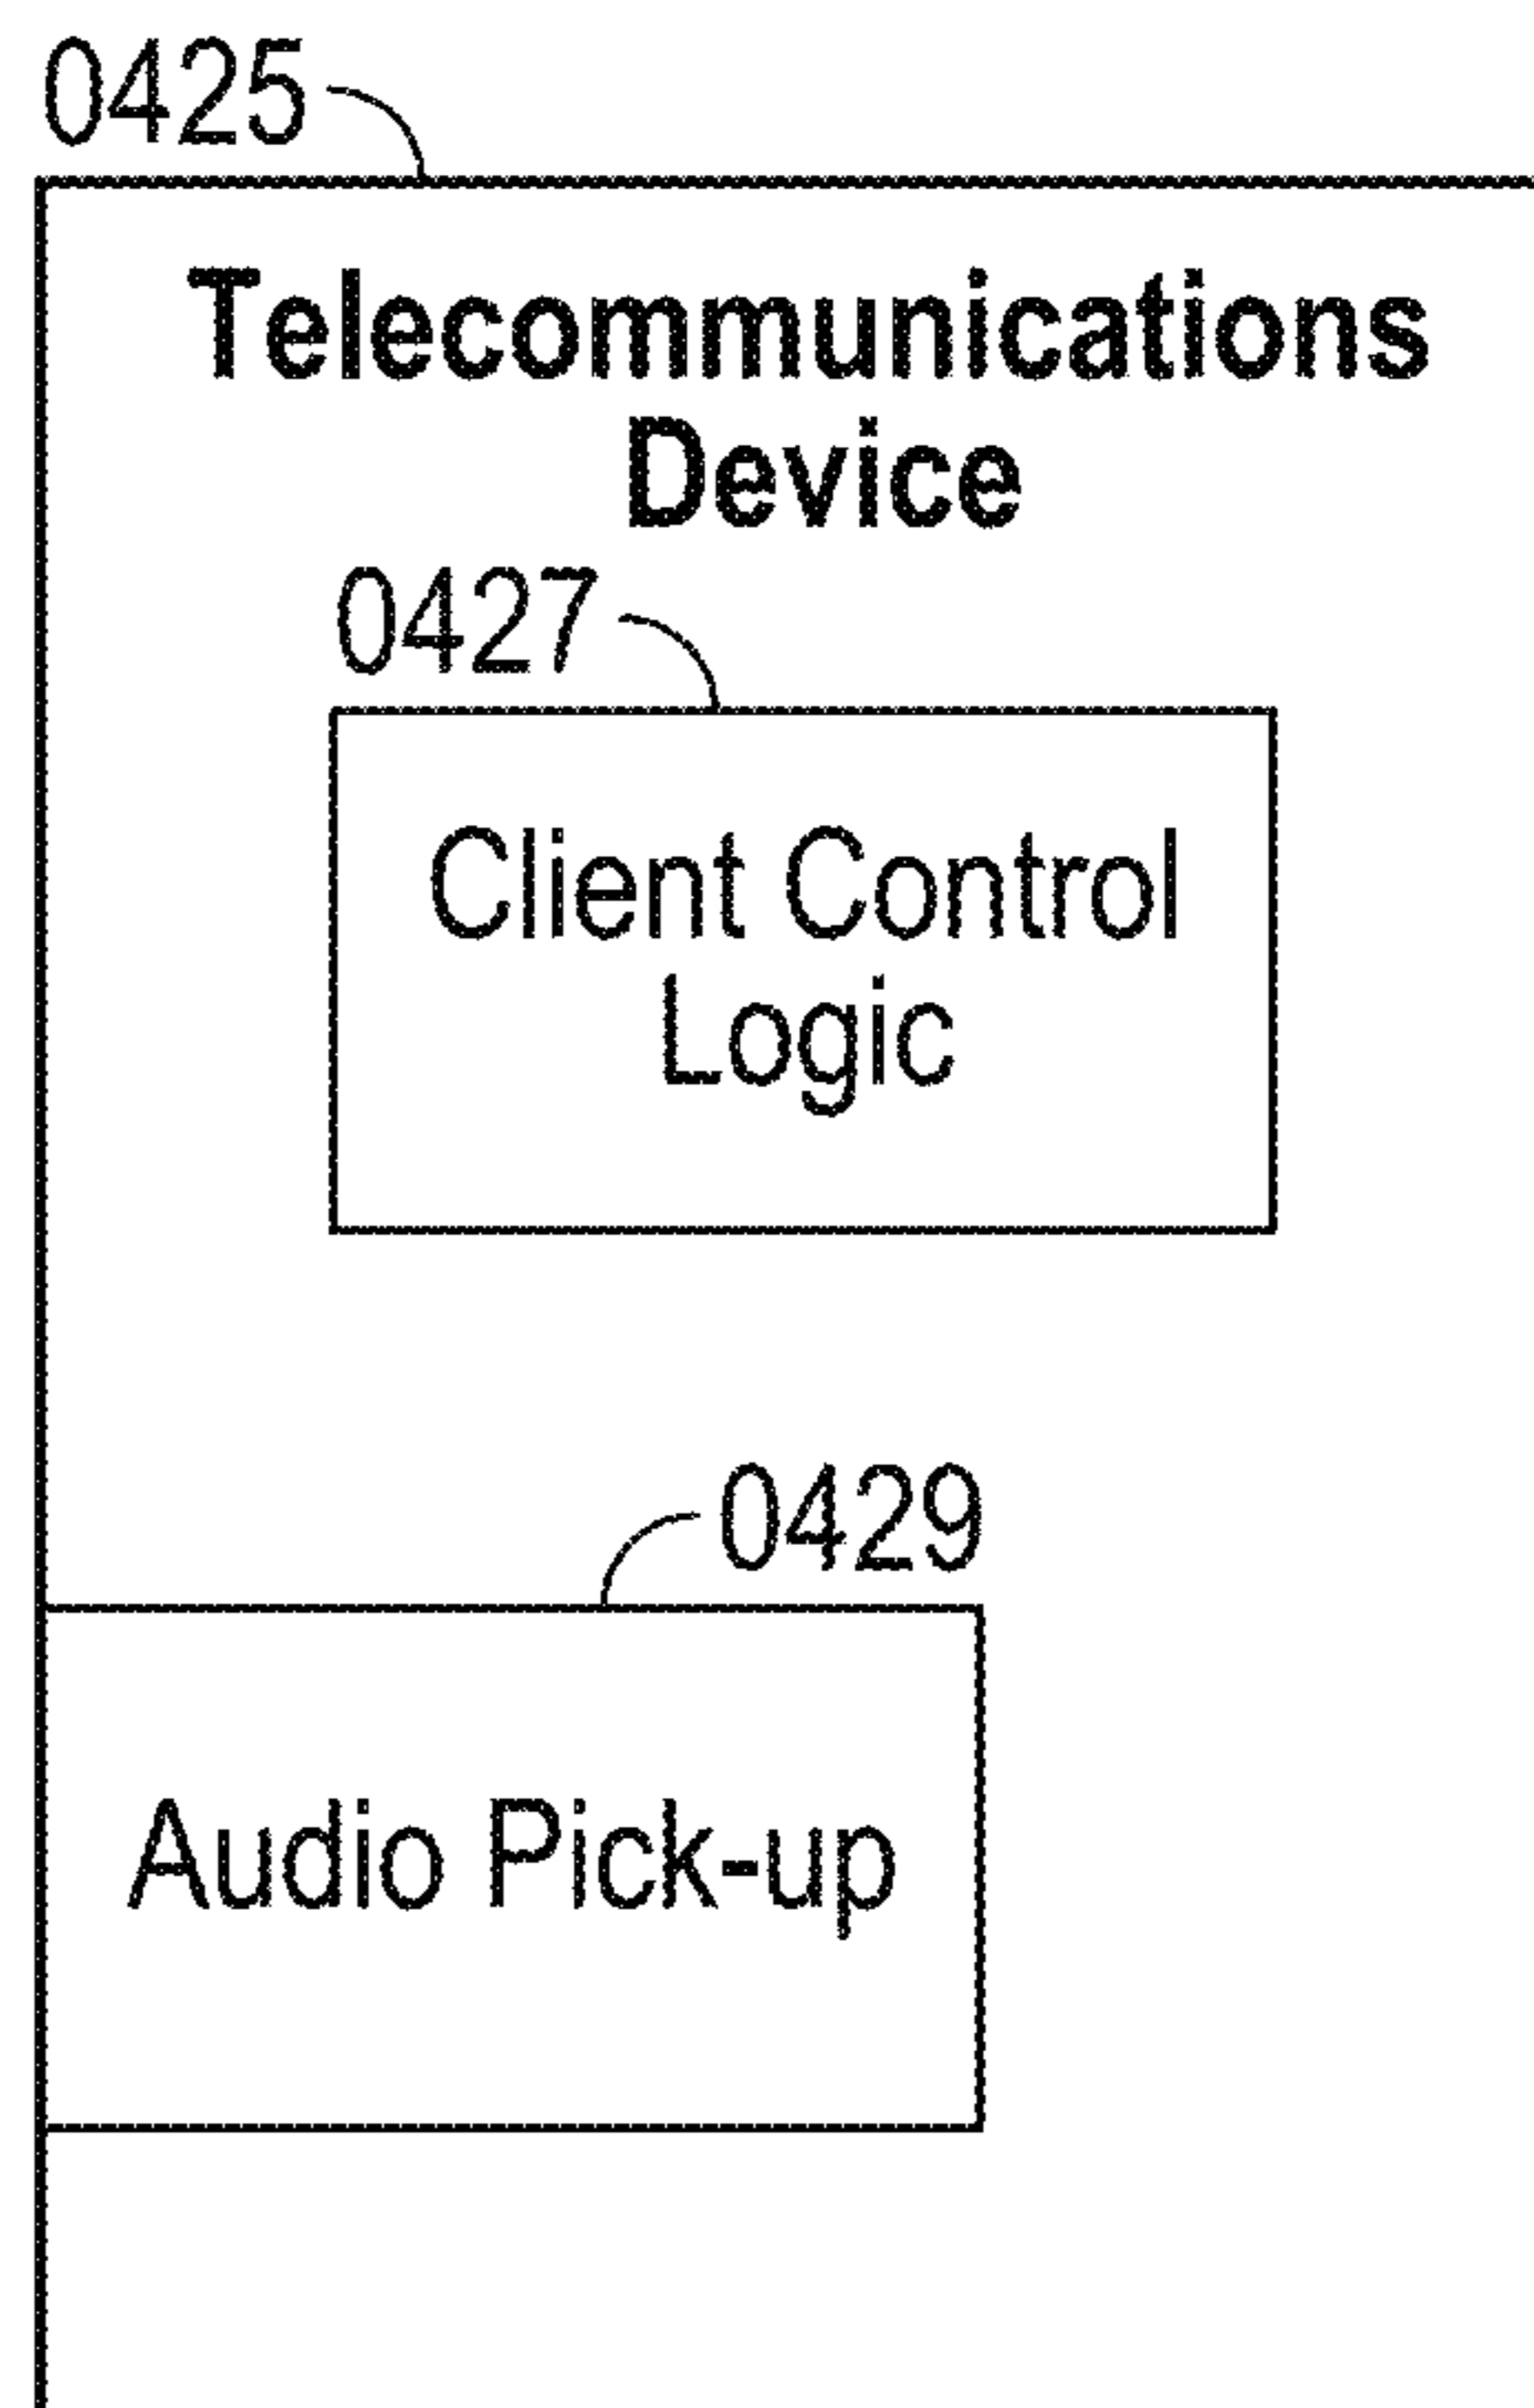 0425
Telecommunications
Device
0427
Client Control
Logic
0429
Audio Pick-up